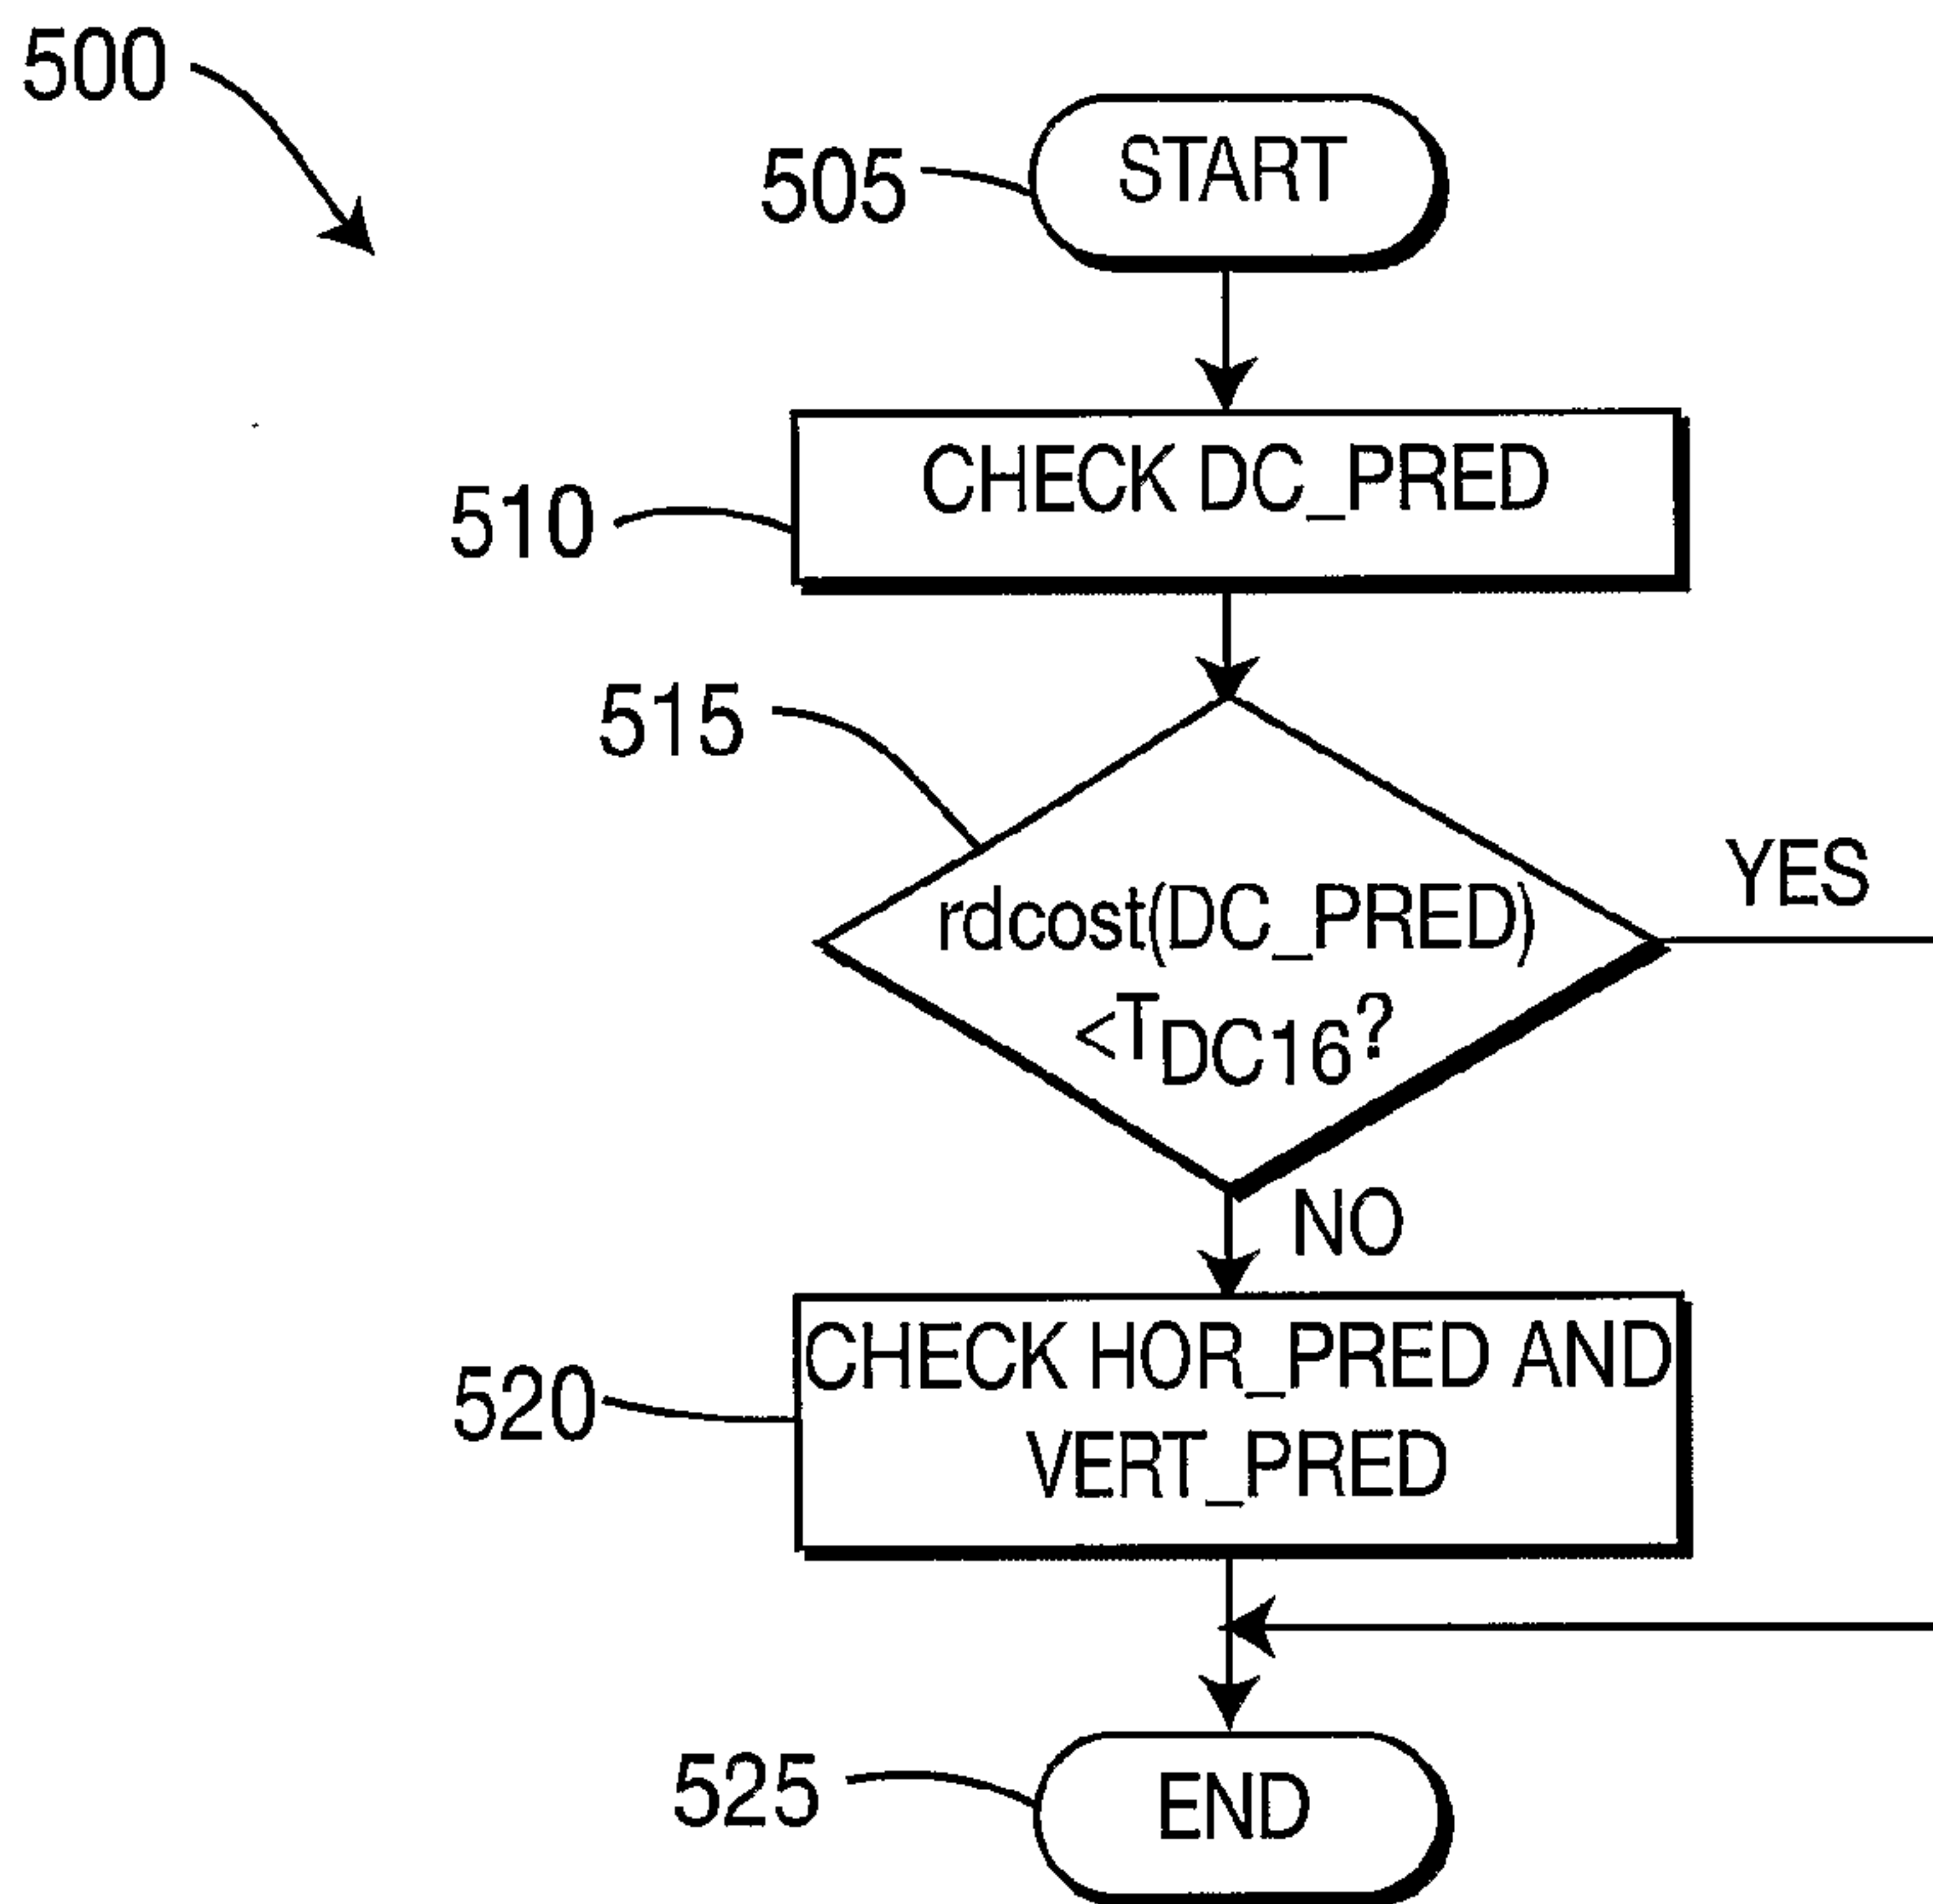 500
505
START
510
CHECK DC_PRED
515
rdcost(DC_PRED)
<TDC16?
YES
NO
520
CHECK HOR_PRED AND
VERT_PRED
525
END